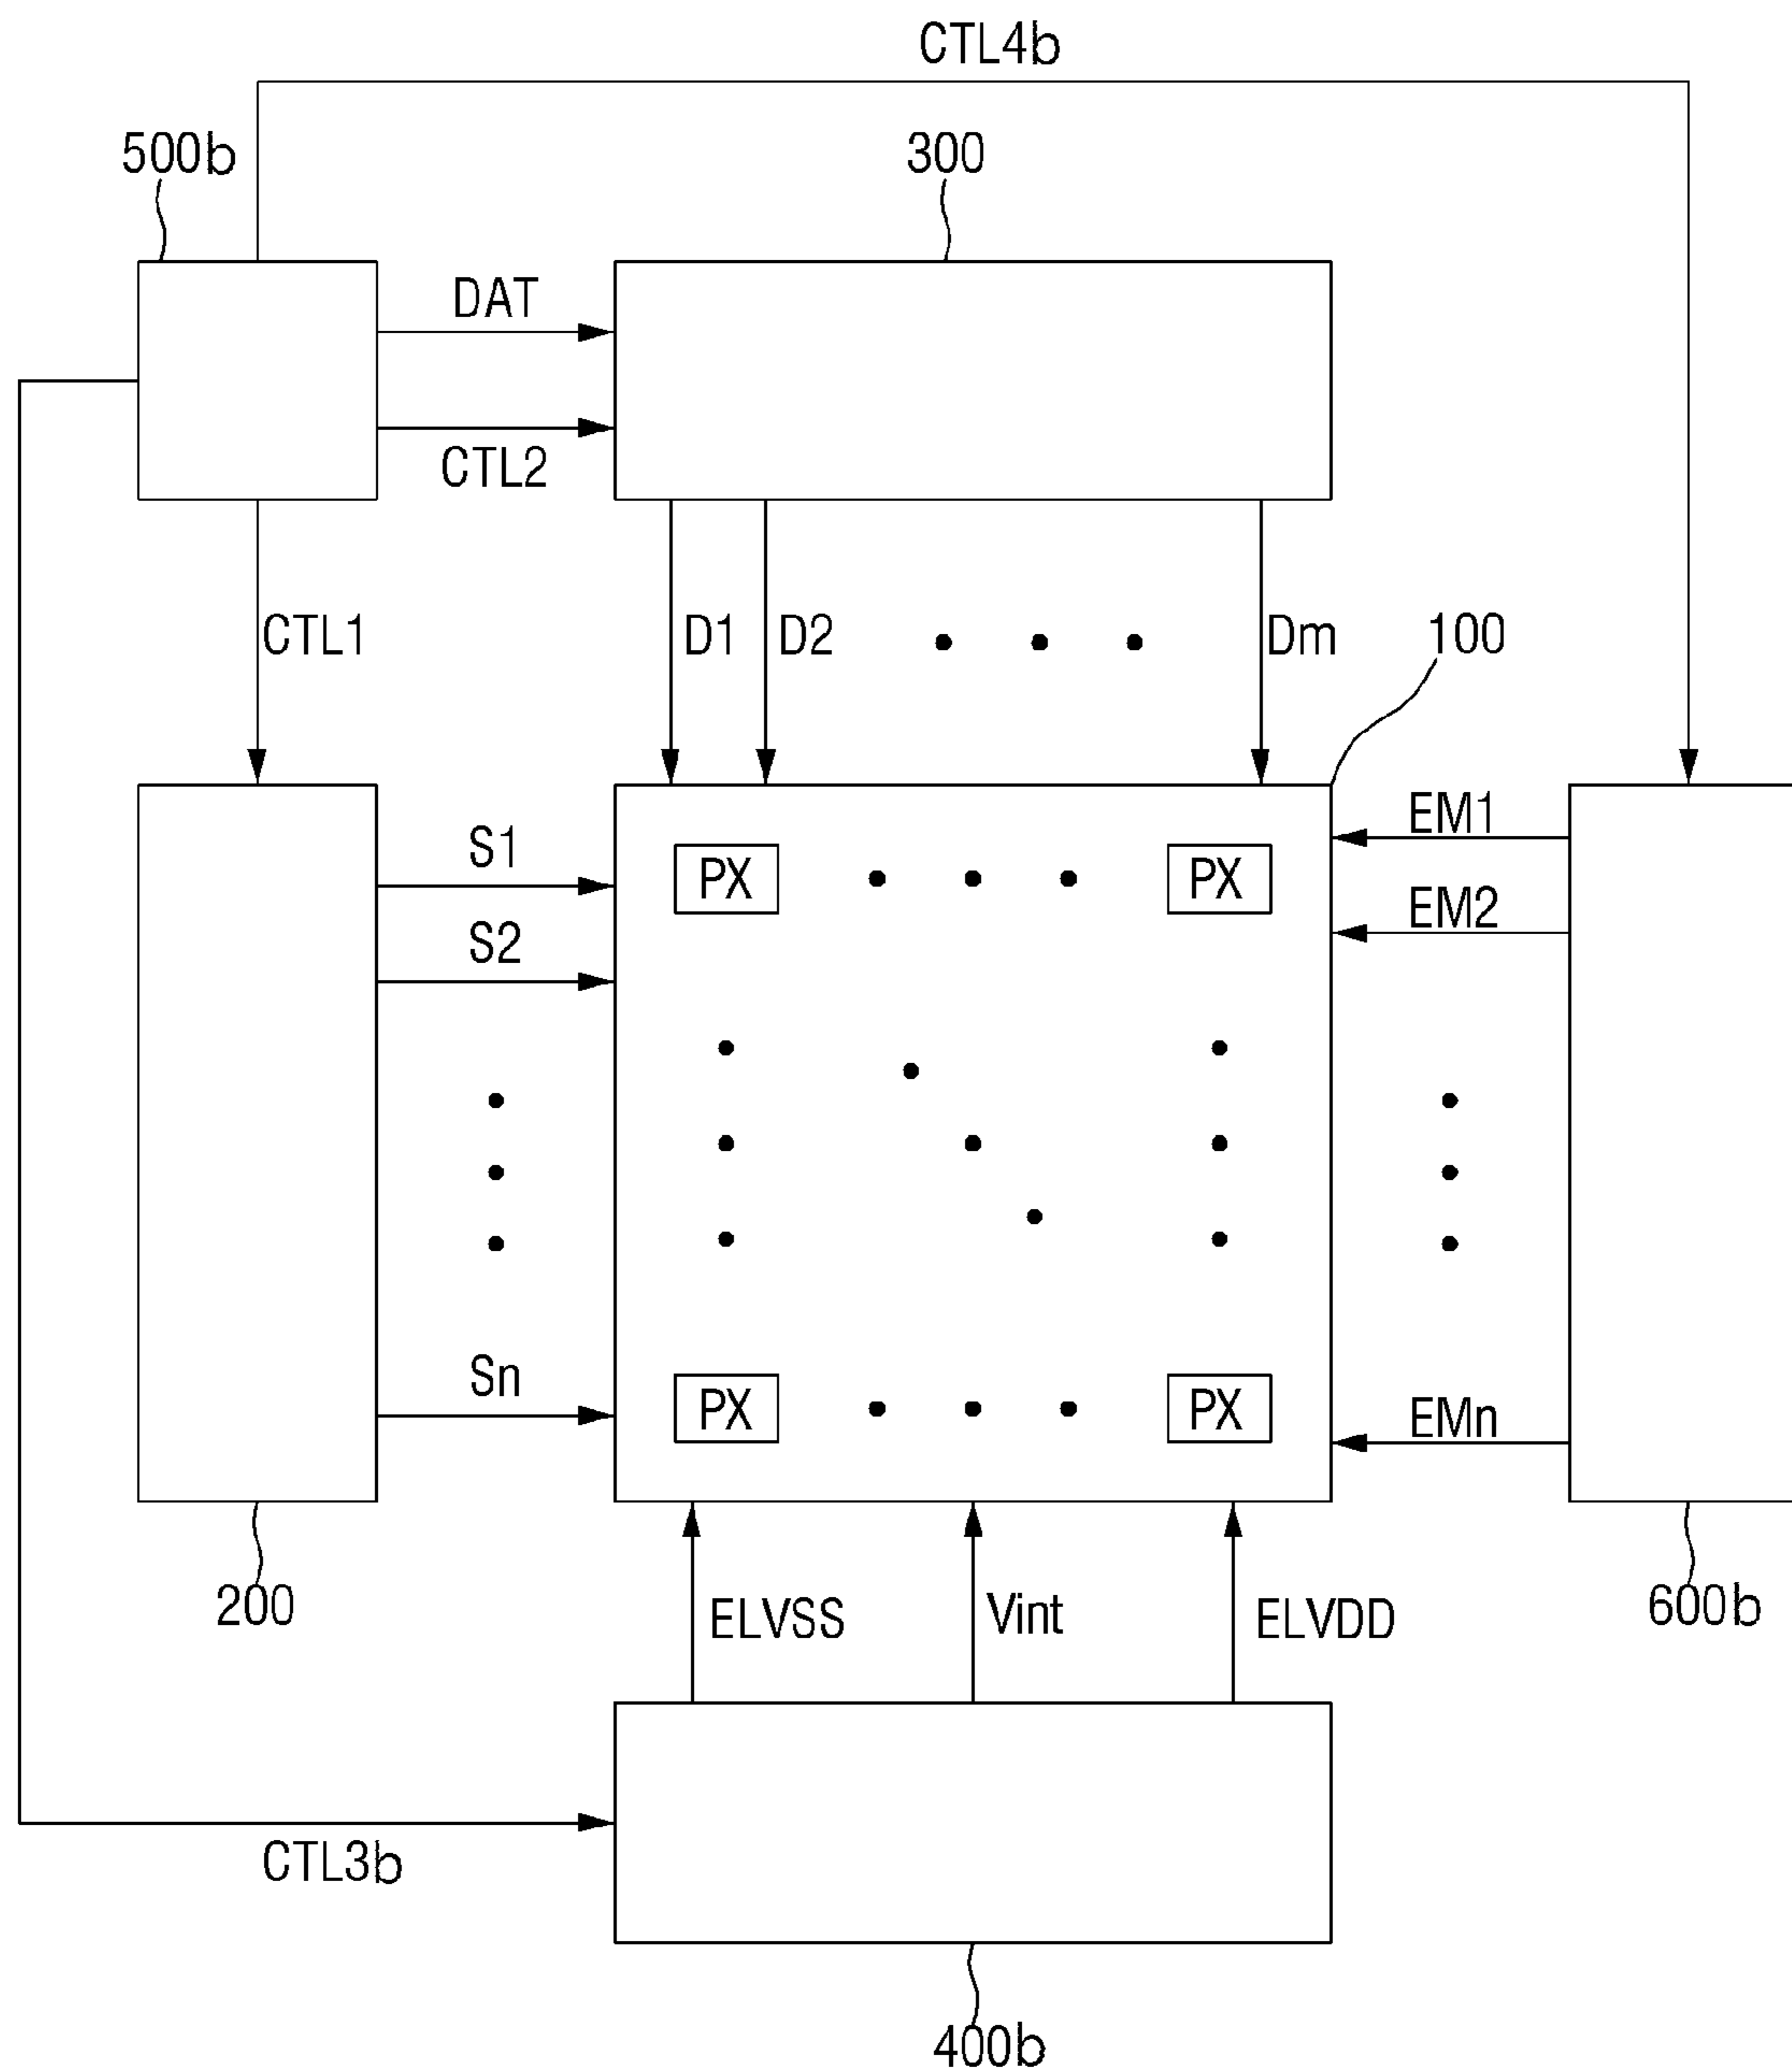 CTL4b
500b
300
DAT
CTL2
CTL1
D1
D2
Dm
100
S1
EM1
PX
PX
S2
EM2
Sn
EMn
PX
PX
200
ELVSS
Vint
ELVDD
600b
CTL3b
400b